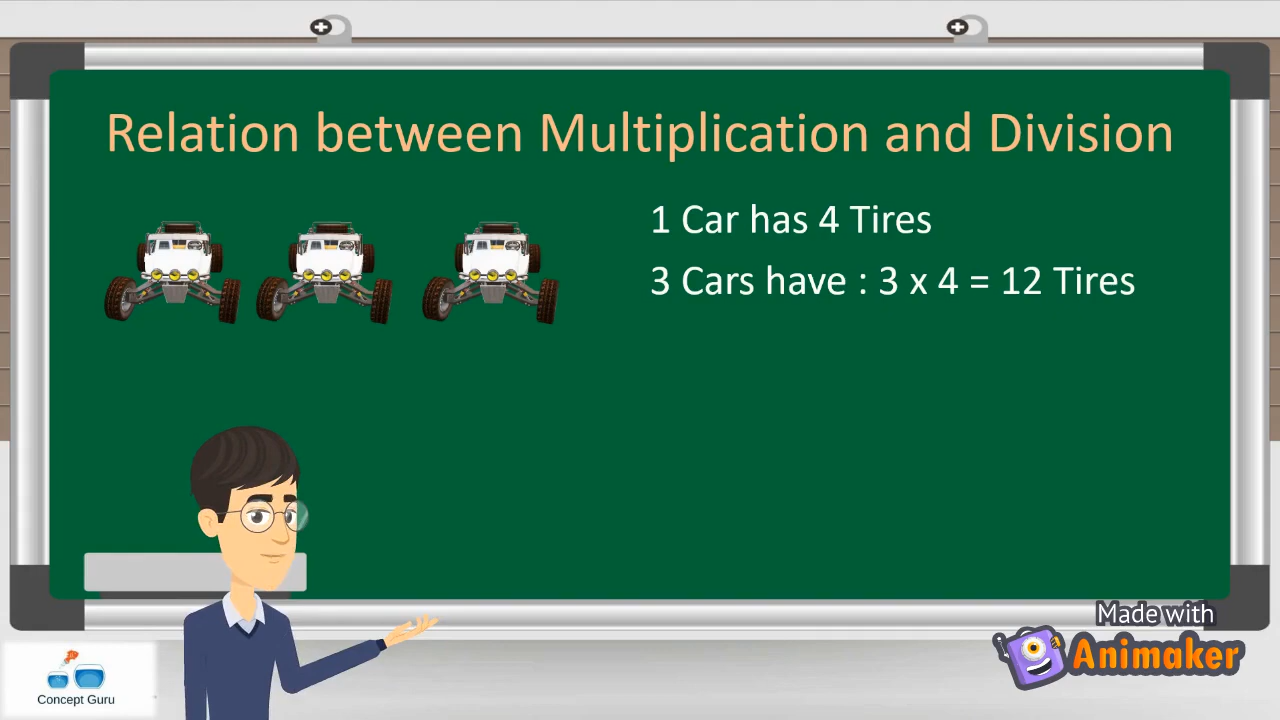 Relation between Multiplication and Division
1 Car has 4 Tires
3 Cars have : 3 x 4 = 12 Tires
Made with
Animaker
Concept Guru